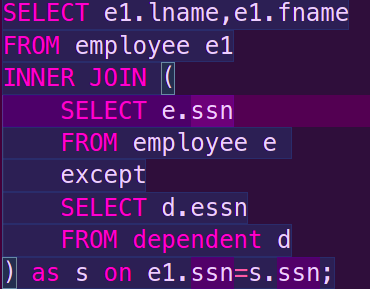 SELECT e1.lname,e1.fname
FROM employee e1
INNER JOIN (
    SELECT e.ssn
    FROM employee e
    except
    SELECT d.essn
    FROM dependent d
) as s on e1.ssn=s.ssn;